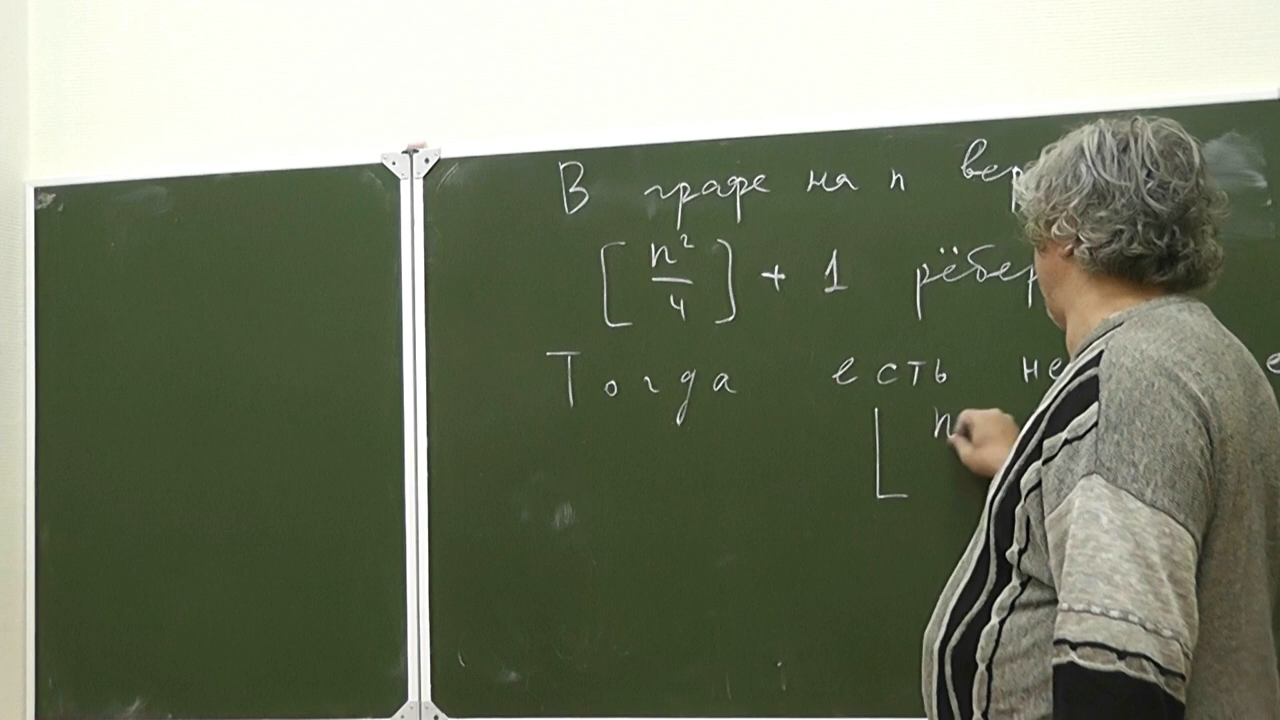 В графе на n вер
[n²/4] + 1 рёбер
Тогда есть не
⌊ n